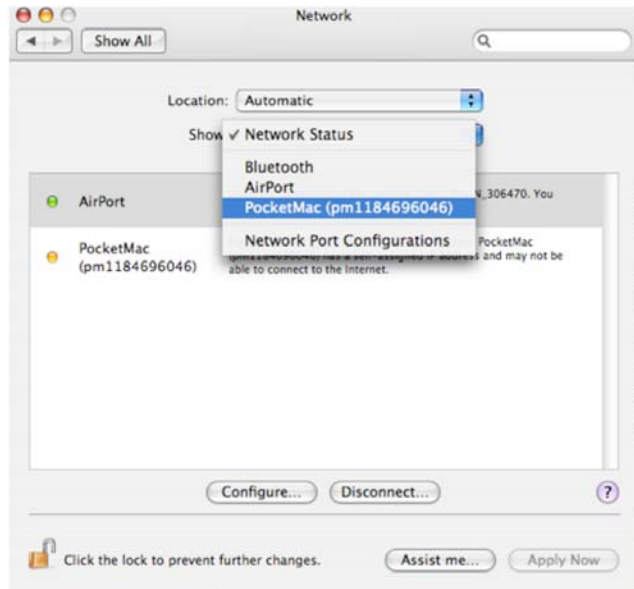 Network
Show All
Location: Automatic
Show
✓ Network Status
Bluetooth
AirPort
PocketMac (pm1184696046)
Network Port Configurations
AirPort
N_306470. You
PocketMac
(pm1184696046)
PocketMac
(pm1184696046) has a self-assigned IP address and may not be
able to connect to the Internet.
Configure...
Disconnect...
?
Click the lock to prevent further changes.
Assist me...
Apply Now